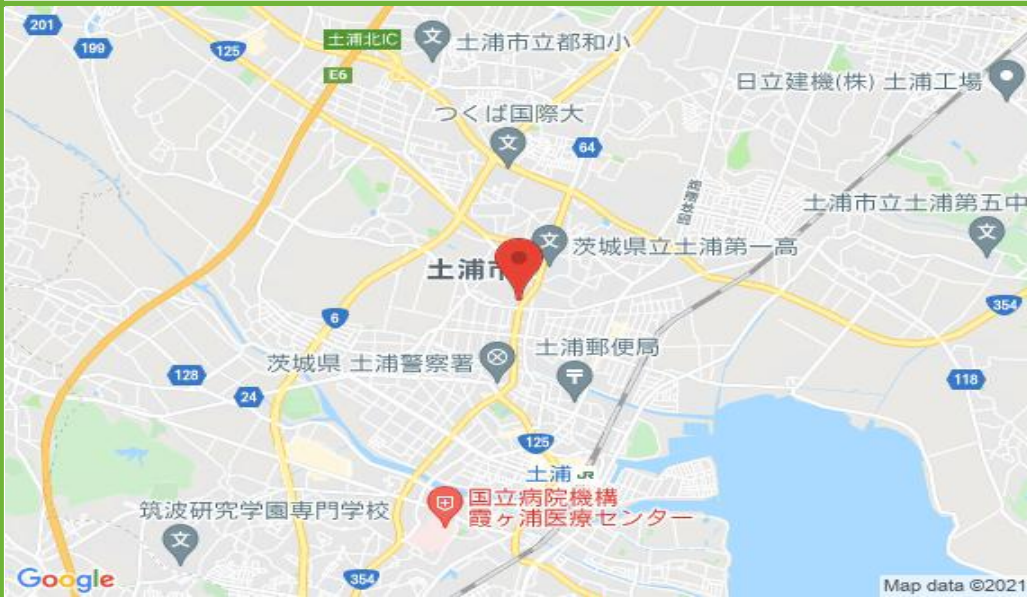 201
199
125
土浦北IC
E6
土浦市立都和小
日立建機(株) 土浦工場
つくば国際大
64
土浦市立土浦第五中
茨城県立土浦第一高
土浦市
354
6
茨城県 土浦警察署
土浦郵便局
128
24
118
125
土浦 JR
国立病院機構
霞ヶ浦医療センター
筑波研究学園専門学校
354
Google
Map data ©2021